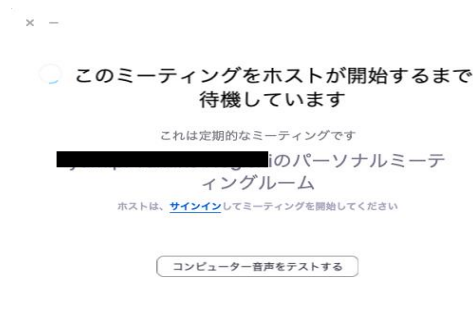 このミーティングをホストが開始するまで
待機しています
これは定期的なミーティングです
iのパーソナルミーテ
ィングルーム
ホストは、サインインしてミーティングを開始してください
コンピューター音声をテストする